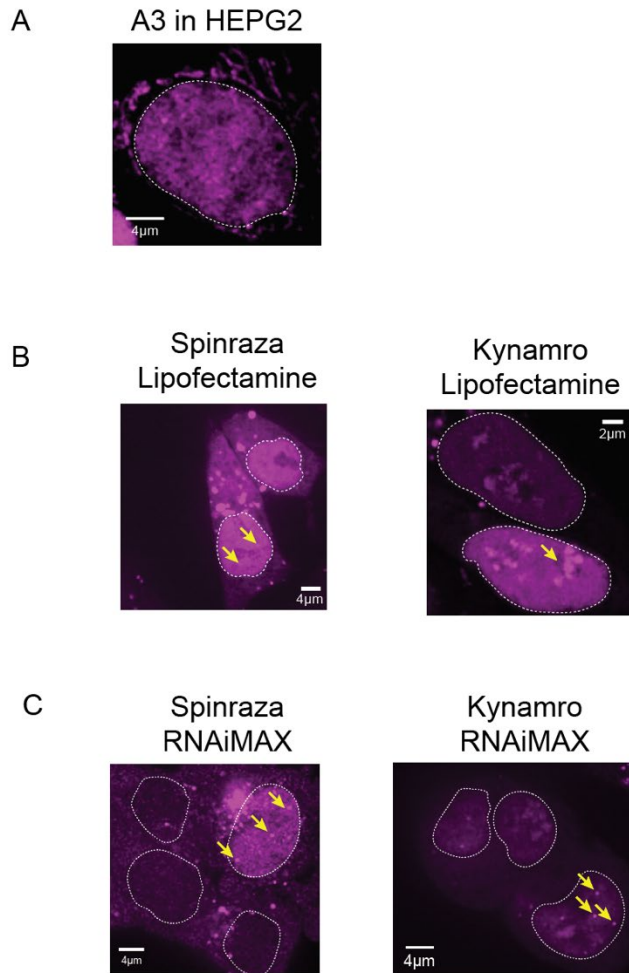 A
A3 in HEPG2
4µm
B
Spinraza
Lipofectamine
4µm
Kynamro
Lipofectamine
2µm
C
Spinraza
RNAiMAX
4µm
Kynamro
RNAiMAX
4µm